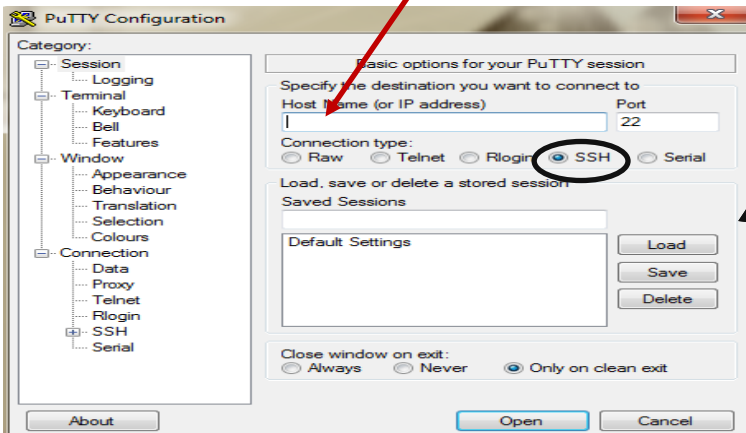 PuTTY Configuration
Category:
Session
Logging
Terminal
Keyboard
Bell
Features
Window
Appearance
Behaviour
Translation
Selection
Colours
Connection
Data
Proxy
Telnet
Rlogin
SSH
Serial
Basic options for your PuTTY session
Specify the destination you want to connect to
Host Name (or IP address) Port
22
Connection type:
Raw Telnet Rlogin SSH Serial
Load, save or delete a stored session
Saved Sessions
Default Settings
Load
Save
Delete
Close window on exit:
Always Never Only on clean exit
About Open Cancel